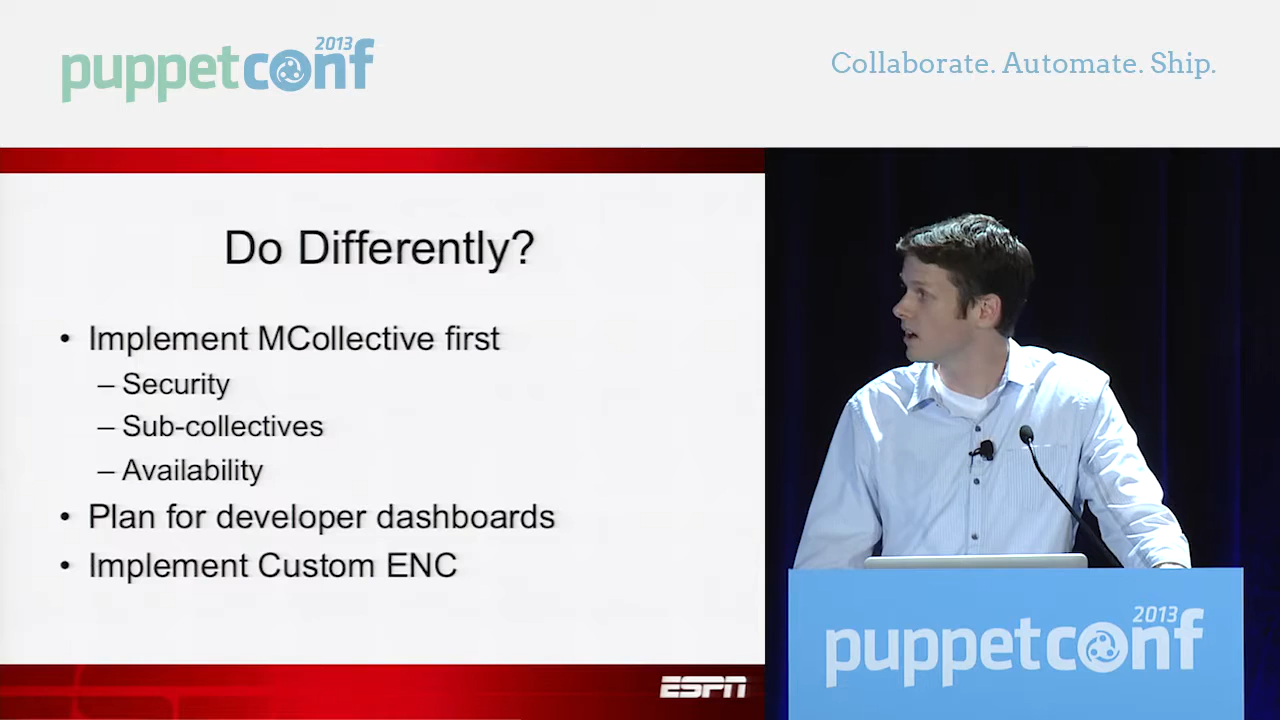 puppetconf 2013
Collaborate. Automate. Ship.
Do Differently?
• Implement MCollective first
– Security
– Sub-collectives
– Availability
• Plan for developer dashboards
• Implement Custom ENC
ESPN
puppetconf 2013